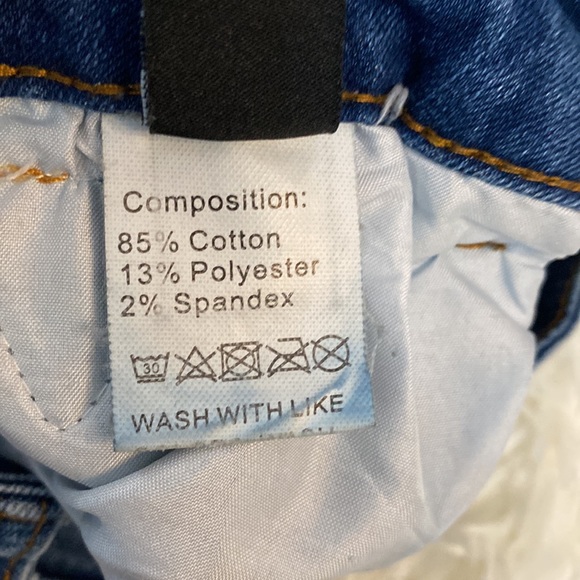 Composition:
85% Cotton
13% Polyester
2% Spandex
30
WASH WITH LIKE